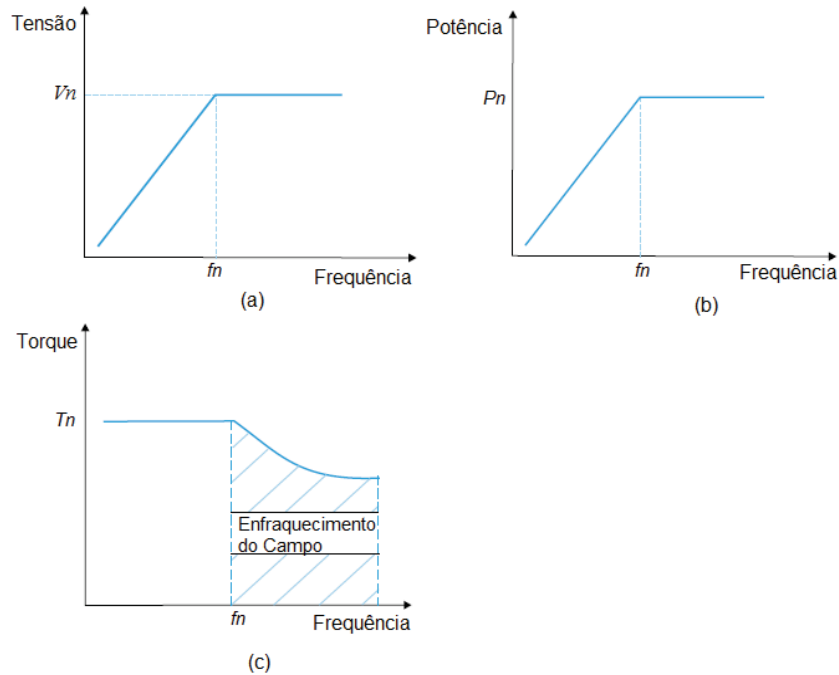 Tensão
Vn
fn
Frequência
(a)
Potência
Pn
fn
Frequência
(b)
Torque
Tn
Enfraquecimento
do Campo
fn
Frequência
(c)